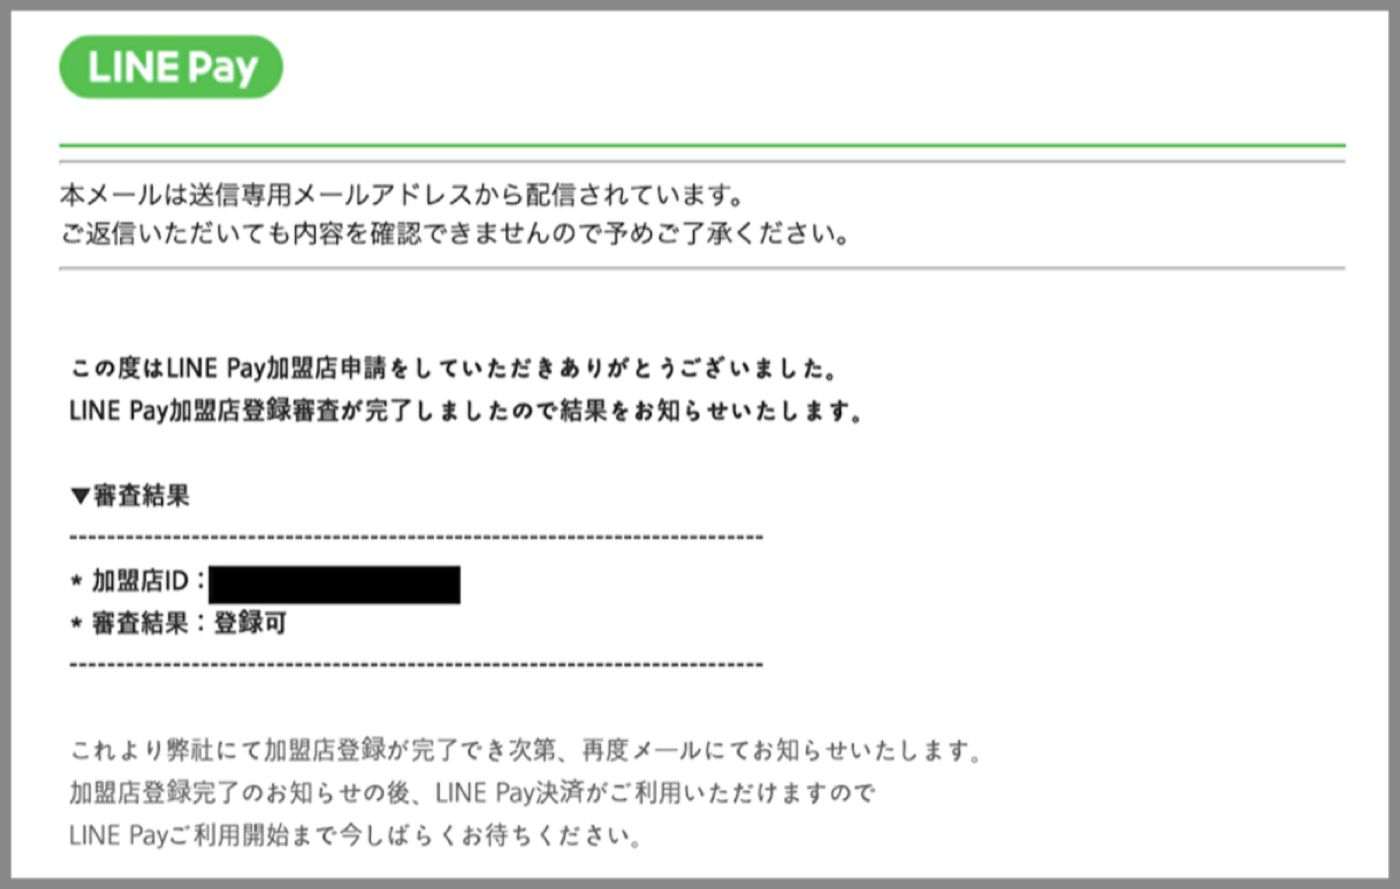 LINE Pay
本メールは送信専用メールアドレスから配信されています。
ご返信いただいても内容を確認できませんので予めご了承ください。
この度はLINE Pay加盟店申請をしていただきありがとうございました。
LINE Pay加盟店登録審査が完了しましたので結果をお知らせいたします。
▼審査結果
--------------------------------------------------------------------------
* 加盟店ID：
* 審査結果：登録可
--------------------------------------------------------------------------
これより弊社にて加盟店登録が完了でき次第、再度メールにてお知らせいたします。
加盟店登録完了のお知らせの後、LINE Pay決済がご利用いただけますので
LINE Payご利用開始まで今しばらくお待ちください。